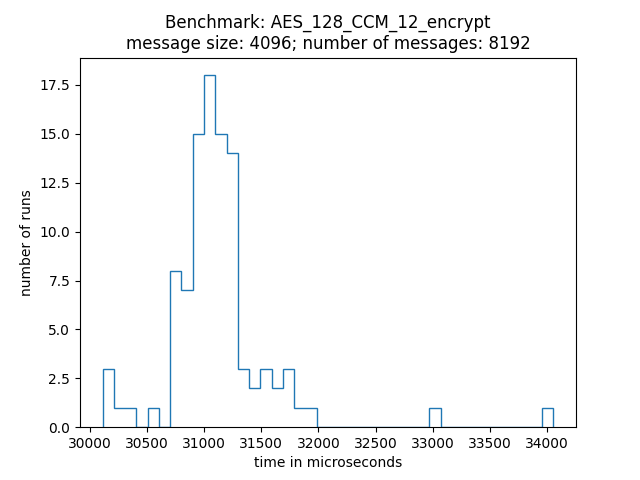 Benchmark: AES_128_CCM_12_encrypt
message size: 4096; number of messages: 8192
17.5
15.0
12.5
10.0
7.5
5.0
2.5
0.0
number of runs
30000 30500 31000 31500 32000 32500 33000 33500 34000
time in microseconds